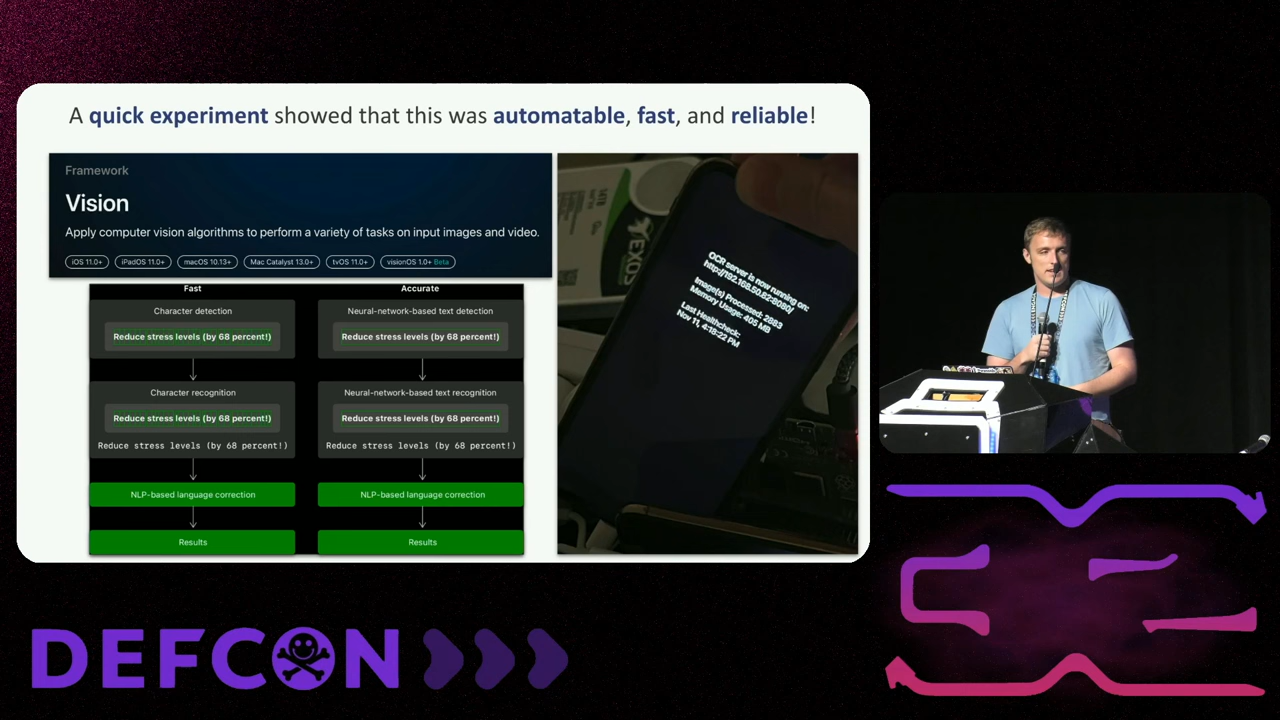 A quick experiment showed that this was automatable, fast, and reliable!
Framework
Vision
Apply computer vision algorithms to perform a variety of tasks on input images and video.
iOS 11.0+ iPadOS 11.0+ macOS 10.13+ Mac Catalyst 13.0+ tvOS 11.0+ visionOS 1.0+ Beta
Fast
Character detection
Reduce stress levels (by 68 percent!)
Character recognition
Reduce stress levels (by 68 percent!)
Reduce stress levels (by 68 percent!)
NLP-based language correction
Results
Accurate
Neural-network-based text detection
Reduce stress levels (by 68 percent!)
Neural-network-based text recognition
Reduce stress levels (by 68 percent!)
Reduce stress levels (by 68 percent!)
NLP-based language correction
Results
EXOS
OCR server is now running on:
http://192.168.50.82:8080/
Image(s) Processed: 2883
Memory Usage: 405 MB
Last Healthcheck:
Nov 11, 4:18:22 PM
DEFCON